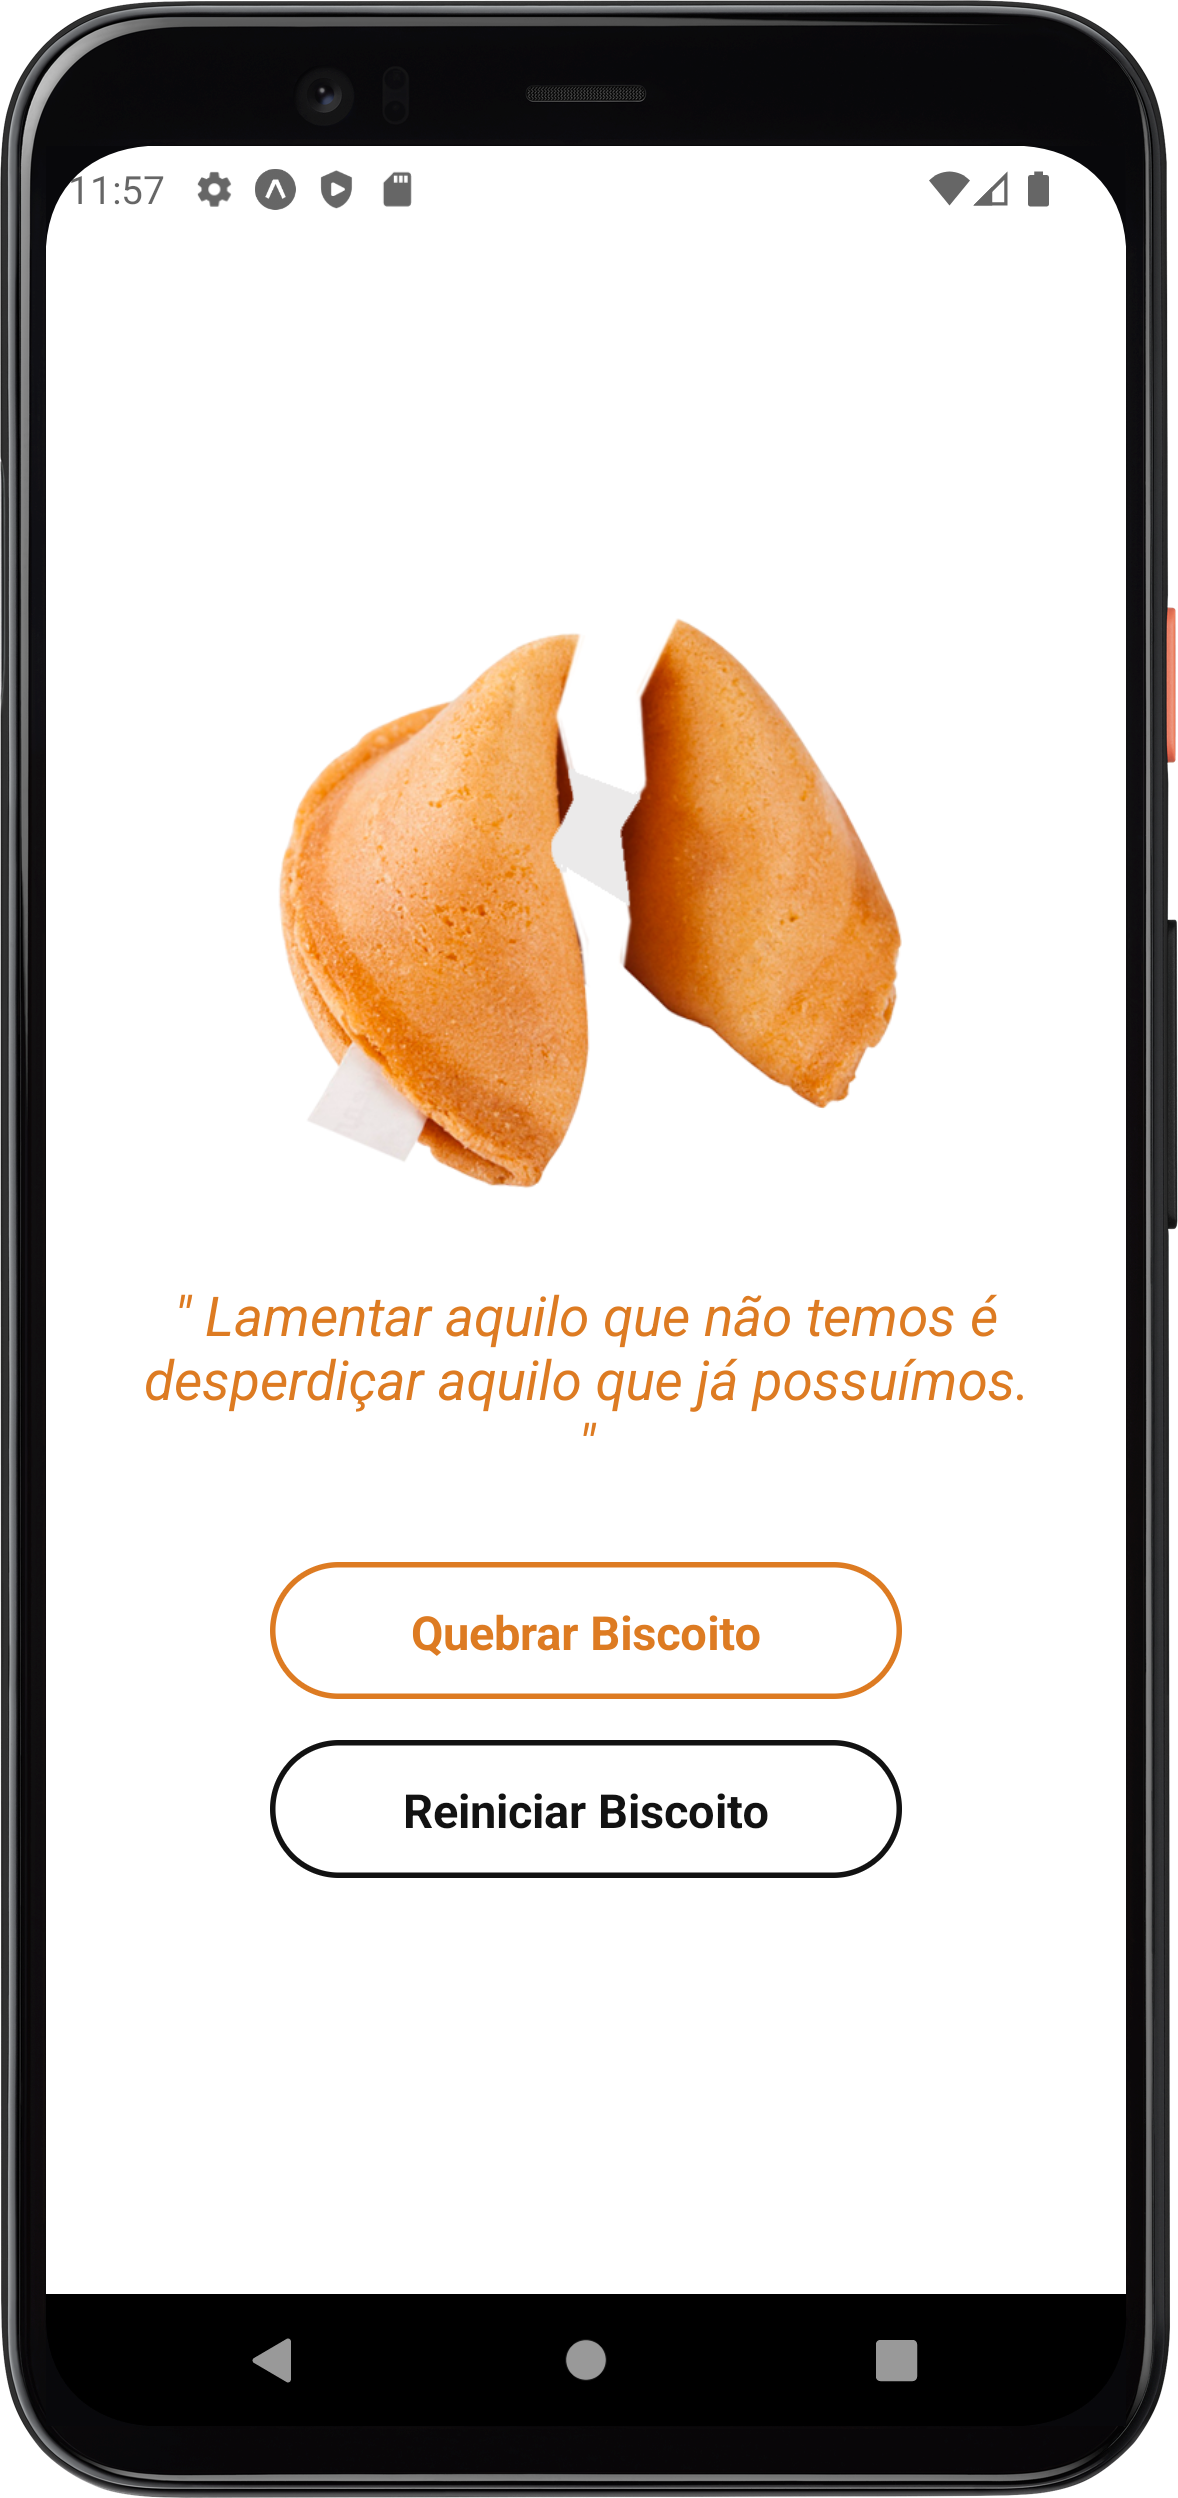 11:57
" Lamentar aquilo que não temos é
desperdiçar aquilo que já possuímos.
"
Quebrar Biscoito
Reiniciar Biscoito